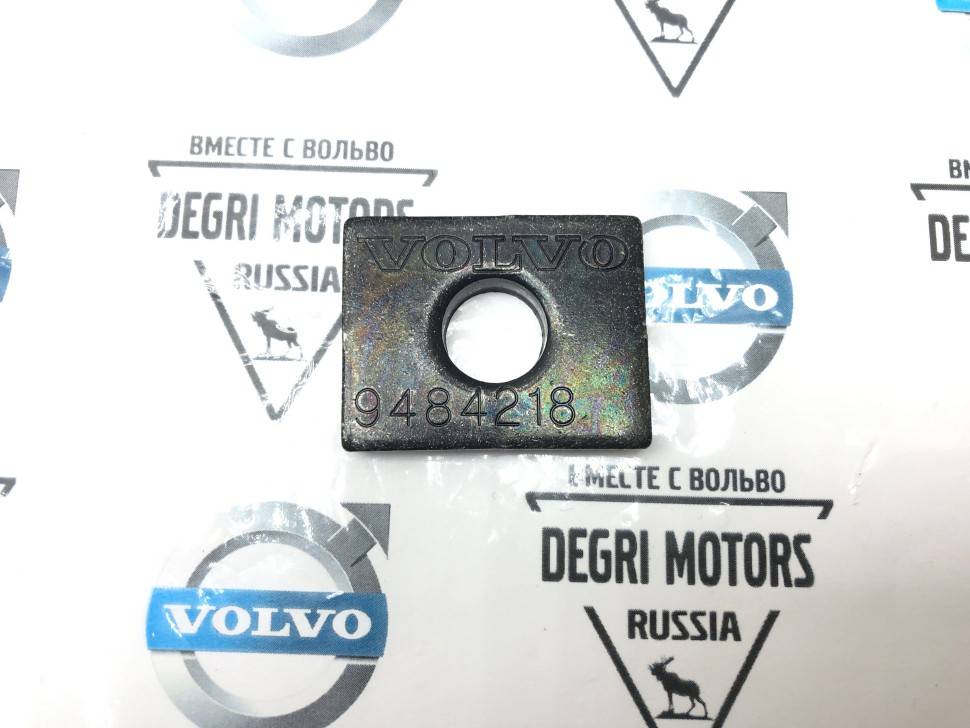 ВМЕСТЕ С ВОЛЬВО
DEGRI MOTORS
RUSSIA
VOLVO
9484218
VOLVO
ВМЕСТЕ С ВОЛЬВО
DEGRI MOTORS
RUSSIA
VOLVO